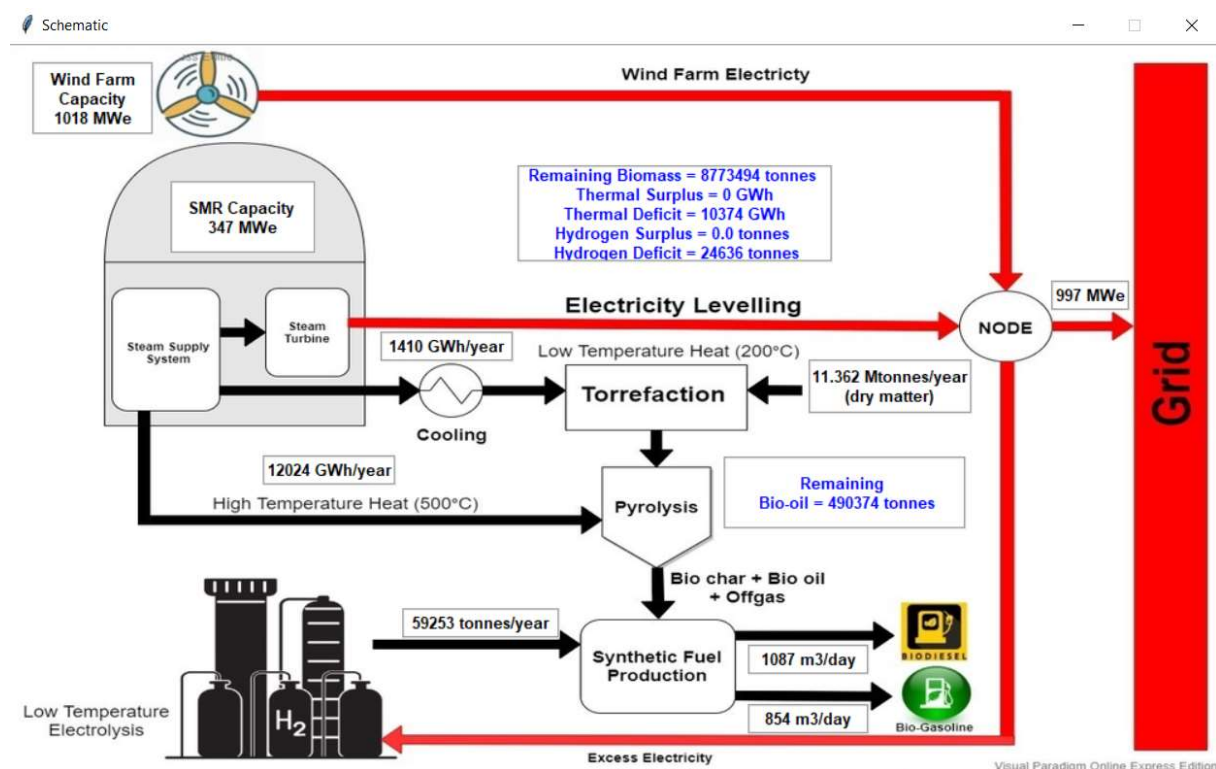 Schematic
Wind Farm
Capacity
1018 MWe
Wind Farm Electricty
SMR Capacity
347 MWe
Remaining Biomass = 8773494 tonnes
Thermal Surplus = 0 GWh
Thermal Deficit = 10374 GWh
Hydrogen Surplus = 0.0 tonnes
Hydrogen Deficit = 24636 tonnes
Electricity Levelling
997 MWe
NODE
Grid
Steam Supply
System
Steam
Turbine
1410 GWh/year
Low Temperature Heat (200°C)
Torrefaction
11.362 Mtonnes/year
(dry matter)
Cooling
12024 GWh/year
High Temperature Heat (500°C)
Pyrolysis
Remaining
Bio-oil = 490374 tonnes
Bio char + Bio oil
+ Offgas
59253 tonnes/year
Synthetic Fuel
Production
1087 m3/day
BIODIESEL
854 m3/day
Bio-Gasoline
Low Temperature
Electrolysis
H2
Excess Electricity
Visual Paradigm Online Express Edition